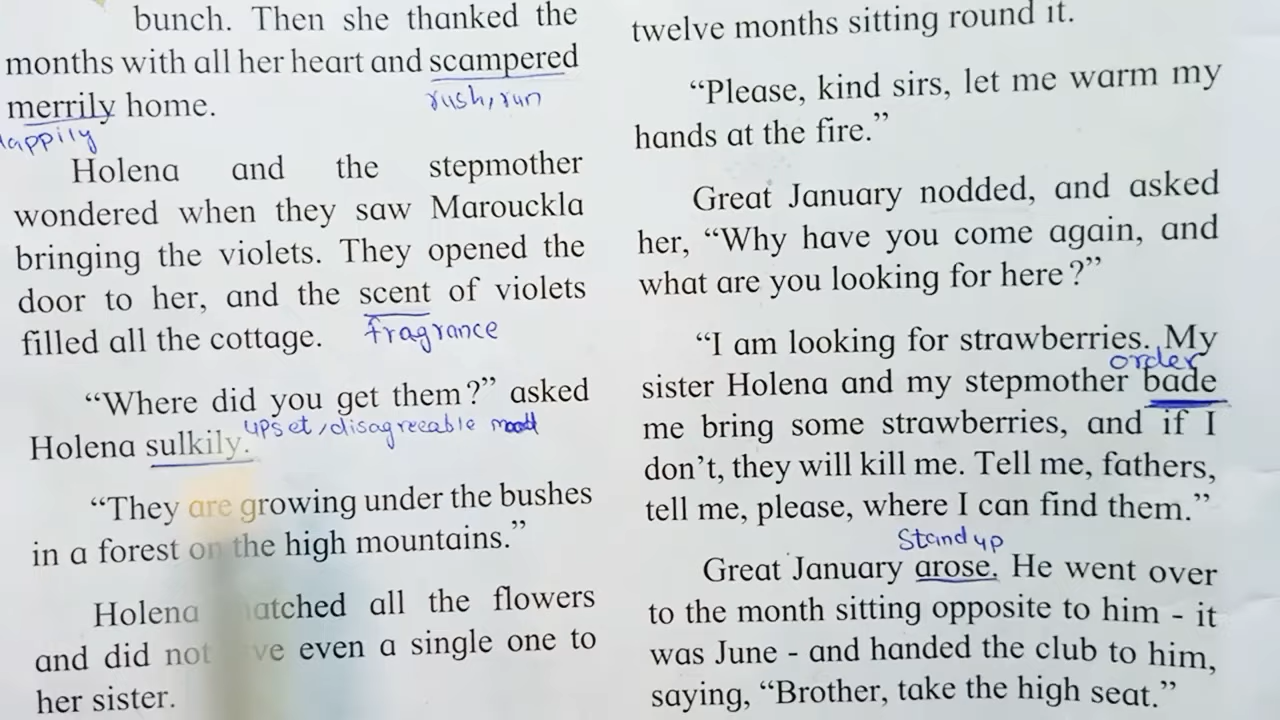 bunch. Then she thanked the
months with all her heart and scampered
rush, run
merrily home.
Happily
Holena and the stepmother
wondered when they saw Marouckla
bringing the violets. They opened the
door to her, and the scent of violets
filled all the cottage.
fragrance
“Where did you get them?” asked
Holena sulkily.
upset, disagreeable mood
“They are growing under the bushes
in a forest on the high mountains.”
Holena all the flowers
and did not even a single one to
her sister.
twelve months sitting round it.
“Please, kind sirs, let me warm my
hands at the fire.”
Great January nodded, and asked
her, “Why have you come again, and
what are you looking for here?”
“I am looking for strawberries. My
order
sister Holena and my stepmother bade
me bring some strawberries, and if I
don’t, they will kill me. Tell me, fathers,
tell me, please, where I can find them.”
Stand up
Great January arose. He went over
to the month sitting opposite to him - it
was June - and handed the club to him,
saying, “Brother, take the high seat.”